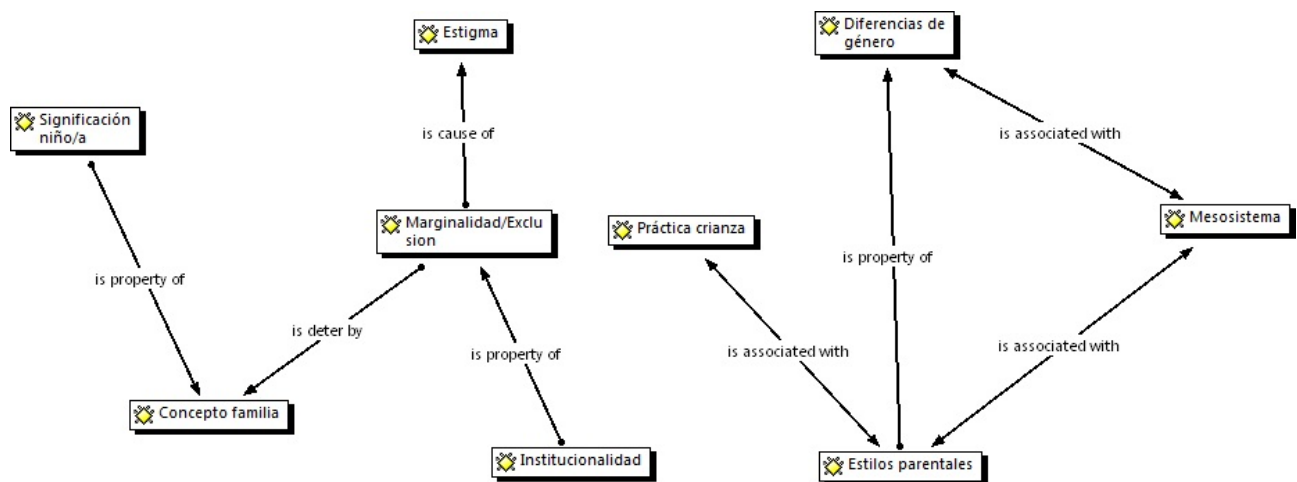 Estigma
Diferencias de
género
Significación
niño/a
is cause of
is associated with
Marginalidad/Exclu
sion
Práctica crianza
Mesosistema
is property of
is property of
is deter by
is property of
is associated with
is associated with
Concepto familia
Institucionalidad
Estilos parentales